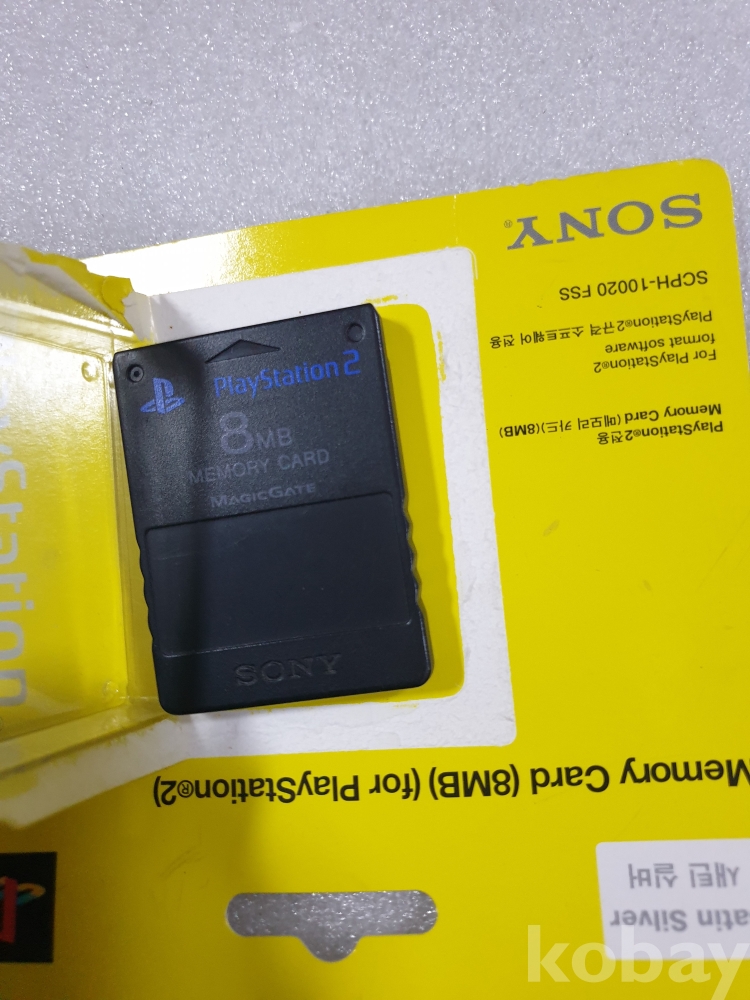 PlayStation 2
8MB
MEMORY CARD
MAGICGATE
SONY
SONY®
SCPH-10020 FSS
PlayStation®2규격 소프트웨어 전용
For PlayStation®2
format software
PlayStation®2전용
Memory Card (메모리 카드)(8MB)
Memory Card (8MB) (for PlayStation®2)
새틴 실버
atin Silver
kobay